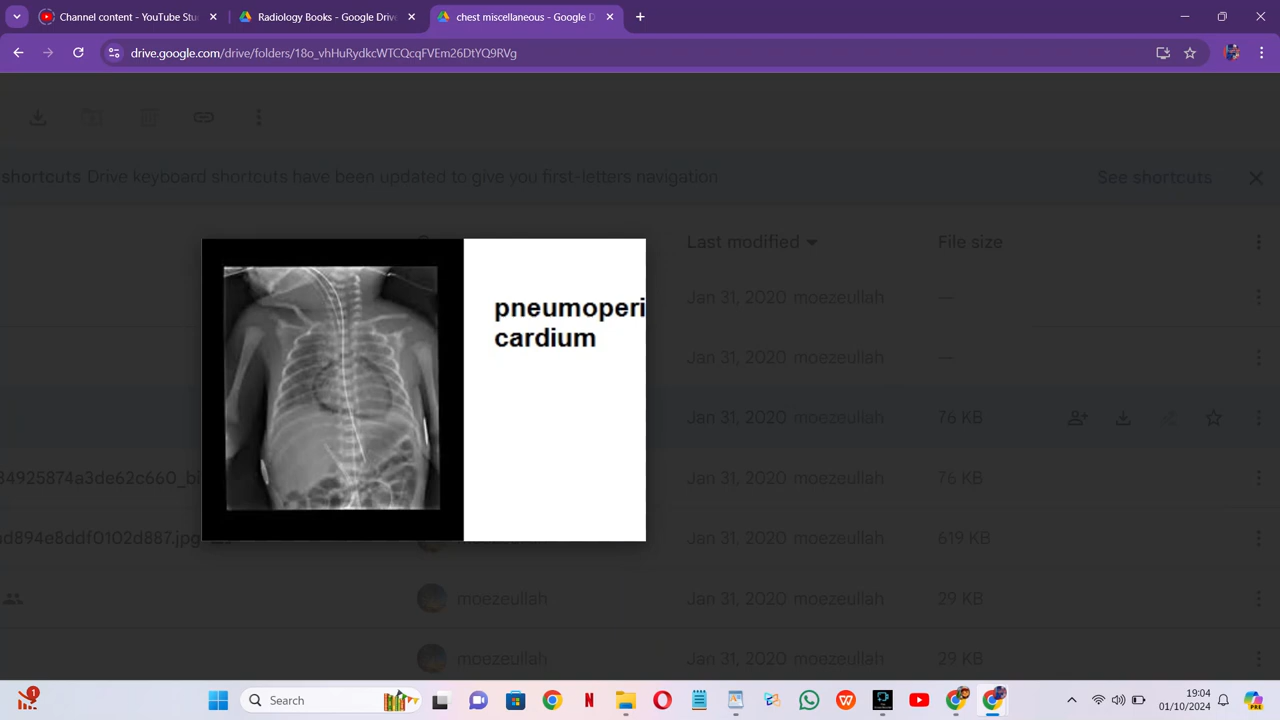 Channel content - YouTube Stu
Radiology Books - Google Drive
chest miscellaneous - Google D
drive.google.com/drive/folders/18o_vhHuRydkcWTCQcqFVEm26DtYQ9RVg
shortcuts Drive keyboard shortcuts have been updated to give you first-letters navigation
See shortcuts
Last modified
File size
Jan 31, 2020 moezeullah
—
Jan 31, 2020 moezeullah
—
Jan 31, 2020 moezeullah
76 KB
Jan 31, 2020 moezeullah
76 KB
Jan 31, 2020 moezeullah
619 KB
moezeullah
Jan 31, 2020 moezeullah
29 KB
moezeullah
Jan 31, 2020 moezeullah
29 KB
pneumoperi
cardium
1
Search
19:04
01/10/2024
PRE